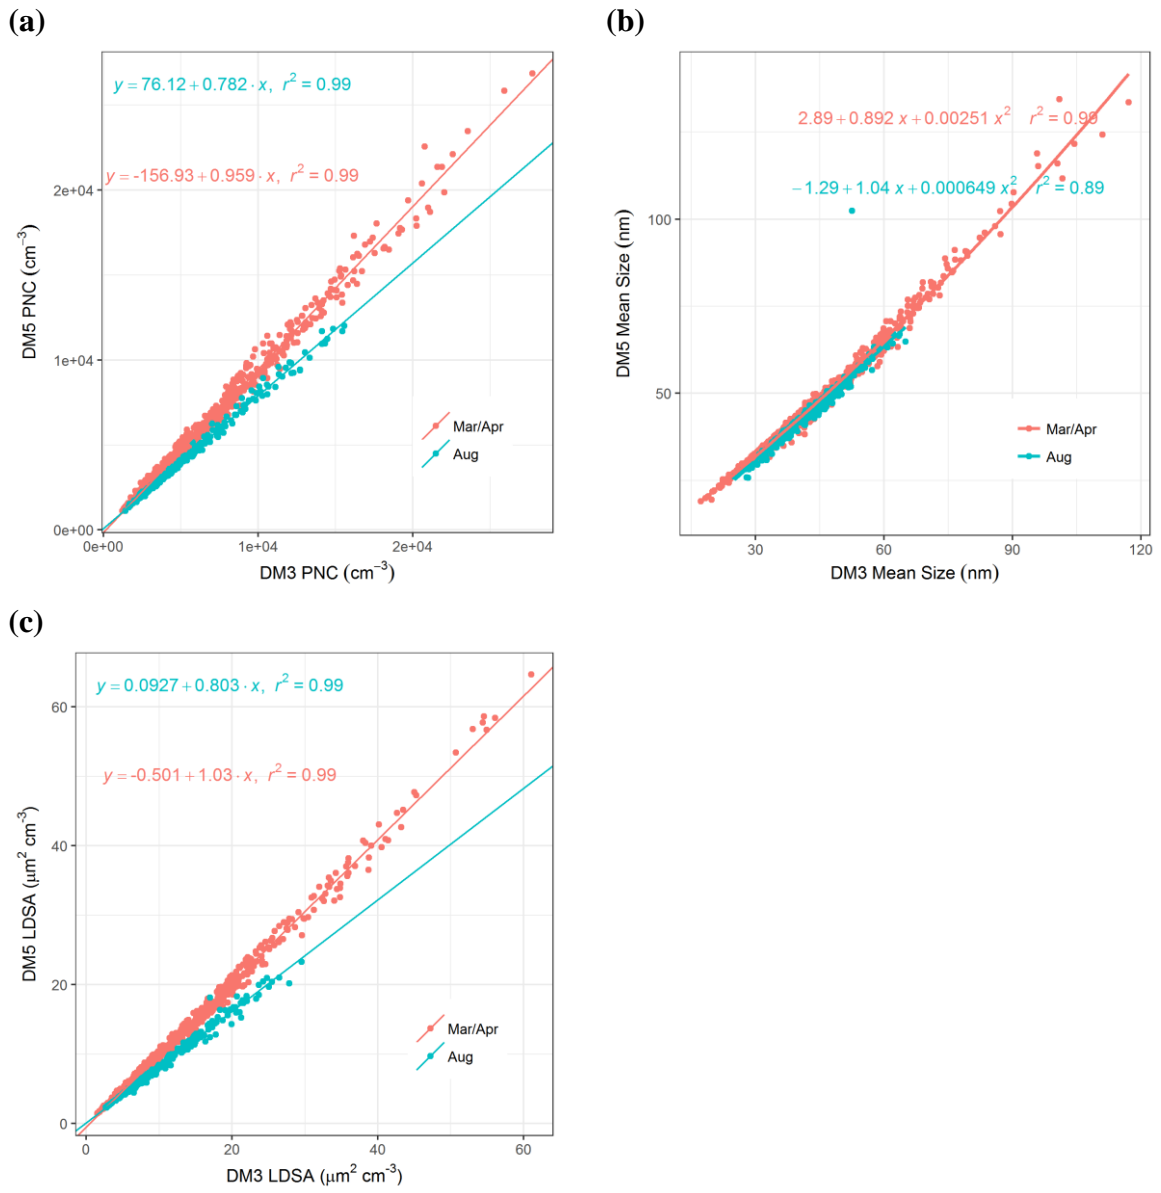 (a)
y = 76.12 + 0.782 · x, r² = 0.99
y = -156.93 + 0.959 · x, r² = 0.99
2e+04
1e+04
0e+00
DM5 PNC (cm⁻³)
Mar/Apr
Aug
0e+00 1e+04 2e+04
DM3 PNC (cm⁻³)
(b)
2.89 + 0.892 x + 0.00251 x² r² = 0.99
−1.29 + 1.04 x + 0.000649 x² r² = 0.89
100
50
DM5 Mean Size (nm)
Mar/Apr
Aug
30 60 90 120
DM3 Mean Size (nm)
(c)
y = 0.0927 + 0.803 · x, r² = 0.99
y = -0.501 + 1.03 · x, r² = 0.99
60
40
20
0
DM5 LDSA (μm² cm⁻³)
Mar/Apr
Aug
0 20 40 60
DM3 LDSA (μm² cm⁻³)